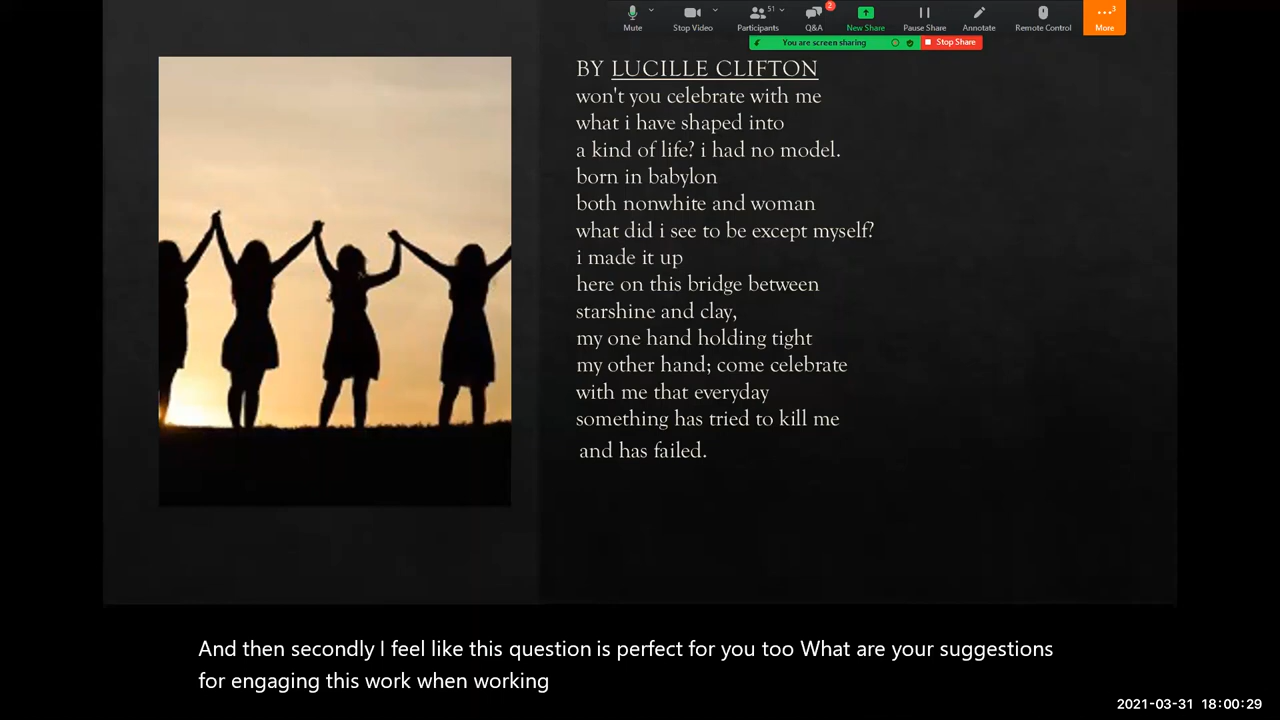 51
2
3
Mute
Stop Video
Participants
Q&A
New Share
Pause Share
Annotate
Remote Control
More
You are screen sharing
Stop Share
BY LUCILLE CLIFTON
won't you celebrate with me
what i have shaped into
a kind of life? i had no model.
born in babylon
both nonwhite and woman
what did i see to be except myself?
i made it up
here on this bridge between
starshine and clay,
my one hand holding tight
my other hand; come celebrate
with me that everyday
something has tried to kill me
and has failed.
And then secondly I feel like this question is perfect for you too What are your suggestions
for engaging this work when working
2021-03-31 18:00:29